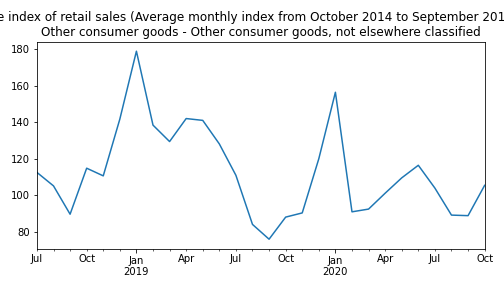 index of retail sales (Average monthly index from October 2014 to September
Other consumer goods - Other consumer goods, not elsewhere classified
180
160
140
120
100
80
Jul
Oct
Jan
2019
Apr
Jul
Oct
Jan
2020
Apr
Jul
Oct